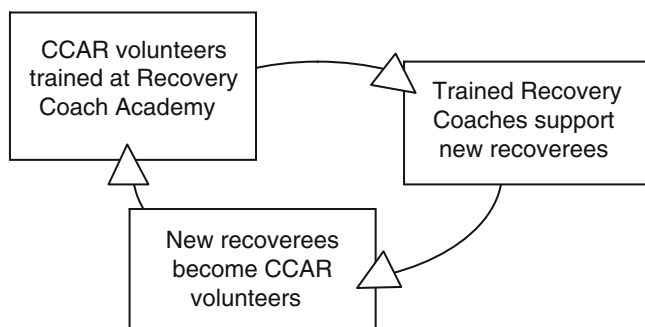 CCAR volunteers
trained at Recovery
Coach Academy
Trained Recovery
Coaches support
new recoverees
New recoverees
become CCAR
volunteers